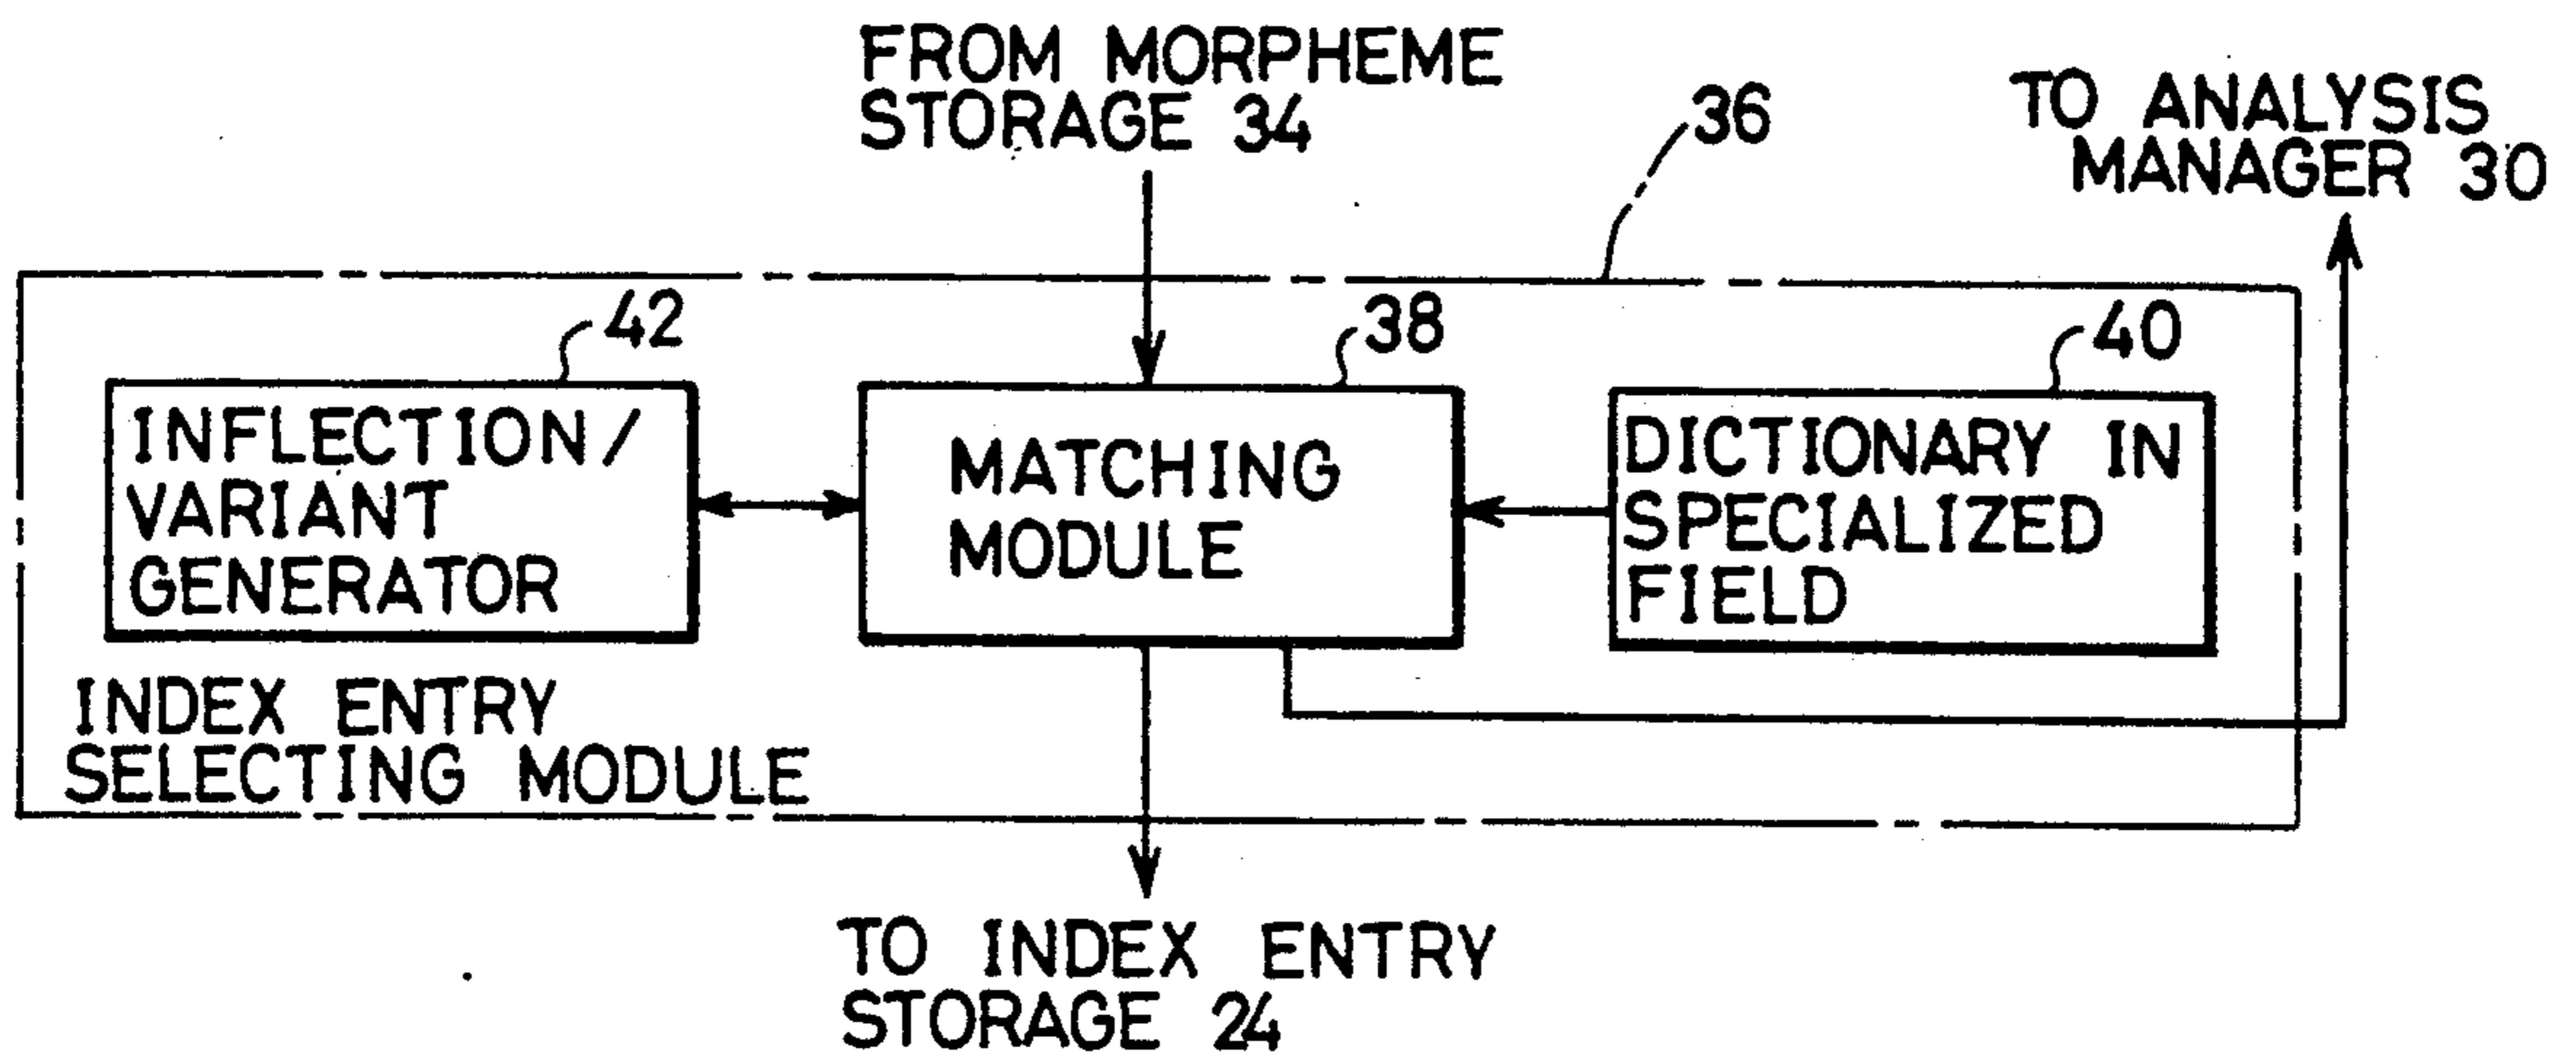 FROM MORPHEME
STORAGE 34
36
TO ANALYSIS
MANAGER 30
42
38
40
INFLECTION/
VARIANT
GENERATOR
MATCHING
MODULE
DICTIONARY IN
SPECIALIZED
FIELD
INDEX ENTRY
SELECTING MODULE
TO INDEX ENTRY
STORAGE 24